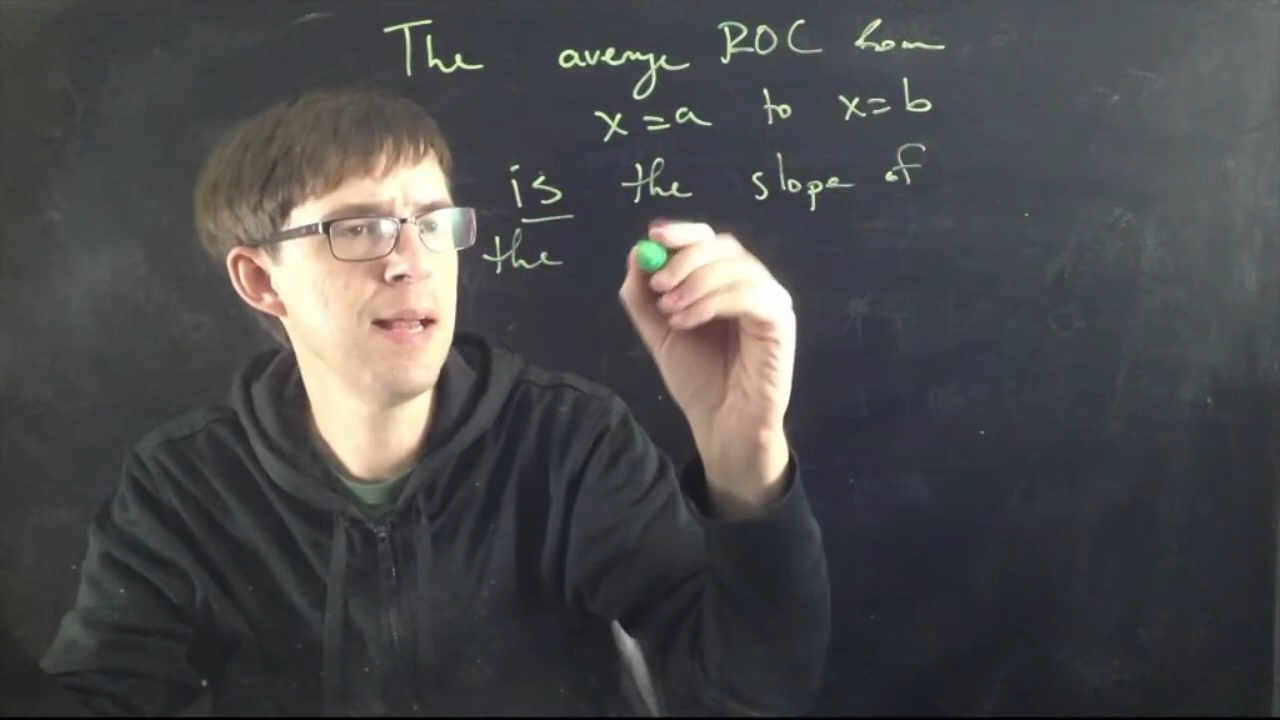 The average ROC from
x=a to x=b
is the slope of
the